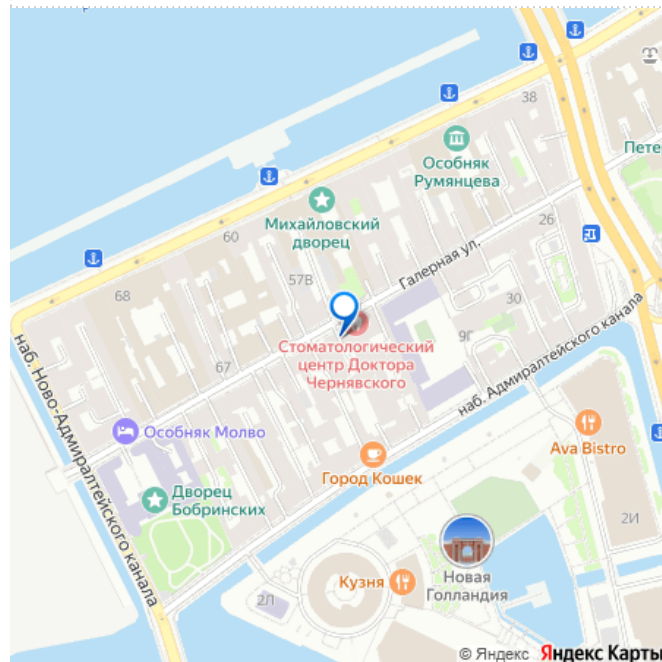 38
Особняк
Румянцева
Петер
Михайловский
дворец
60
26
Галерная ул.
57В
68
30
9Г
67
Стоматологический
центр Доктора
Чернявского
наб. Адмиралтейского канала
наб. Ново-Адмиралтейского канала
Особняк Молво
Город Кошек
Ava Bistro
Дворец
Бобринских
2И
Кузня
Новая
Голландия
2Л
© Яндекс Яндекс Карты